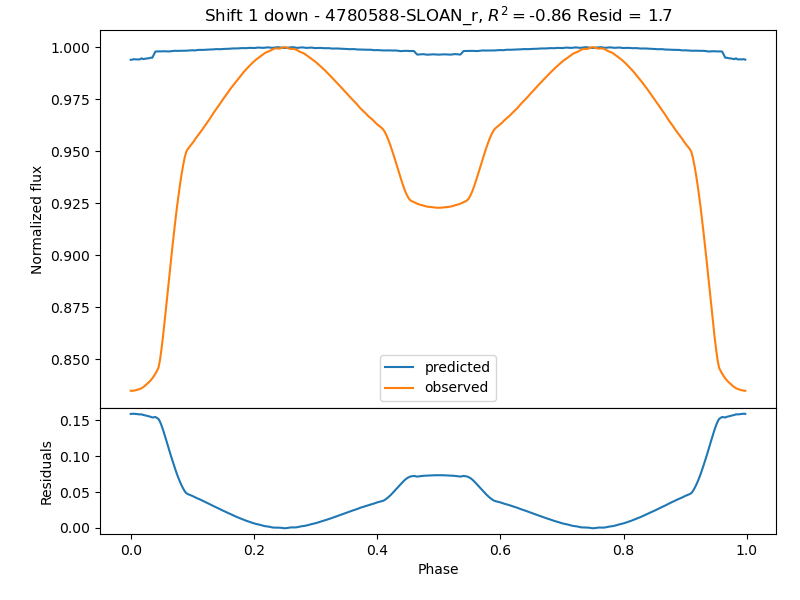 Shift 1 down - 4780588-SLOAN_r, R² = -0.86 Resid = 1.7
1.000
0.975
0.950
0.925
0.900
0.875
0.850
Normalized flux
predicted
observed
0.15
0.10
0.05
0.00
Residuals
0.0 0.2 0.4 0.6 0.8 1.0
Phase